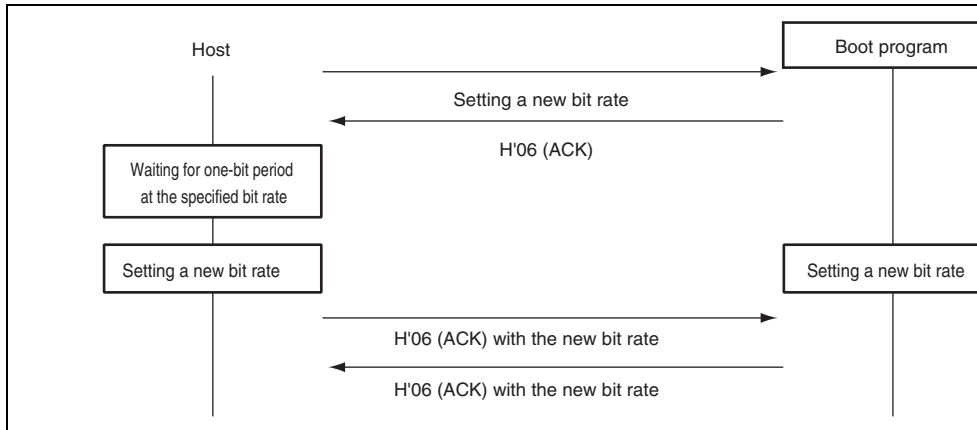 Host
Boot program
Setting a new bit rate
H'06 (ACK)
Waiting for one-bit period
at the specified bit rate
Setting a new bit rate
Setting a new bit rate
H'06 (ACK) with the new bit rate
H'06 (ACK) with the new bit rate